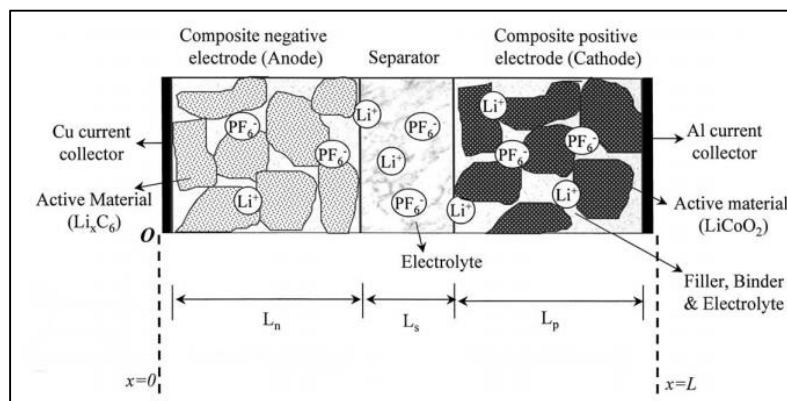 Composite negative
electrode (Anode)
Separator
Composite positive
electrode (Cathode)
Cu current
collector
Active Material
(LiₓC₆)
Li⁺
PF₆⁻
PF₆⁻
Li⁺
PF₆⁻
Li⁺
PF₆⁻
Li⁺
PF₆⁻
PF₆⁻
Li⁺
Li⁺
Al current
collector
Active material
(LiCoO₂)
O
Electrolyte
Filler, Binder
& Electrolyte
Lₙ
Lₛ
Lₚ
x=0
x=L